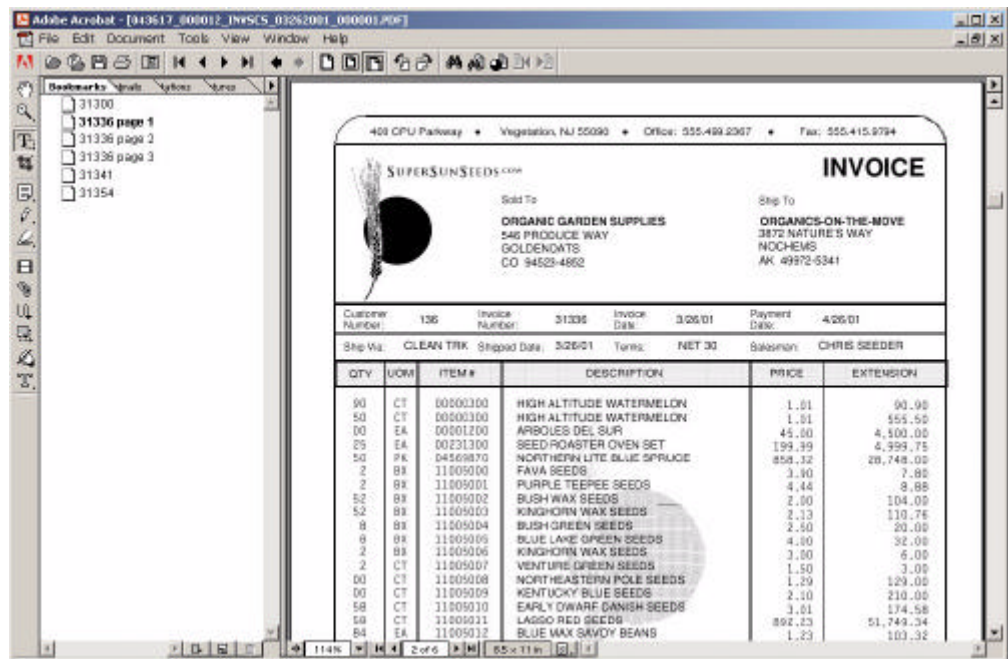 Adobe Acrobat - [043617_000012_INVSCS_03262001_000001.PDF]
File Edit Document Tools View Window Help
Bookmarks
31300
31336 page 1
31336 page 2
31336 page 3
31341
31354
400 CPU Parkway • Vegetation, NJ 55090 • Office: 555.499.2367 • Fax: 555.415.9794
SUPERSUNSEEDS.COM
INVOICE
Sold To
Ship To
ORGANIC GARDEN SUPPLIES
ORGANICS-ON-THE-MOVE
546 PRODUCE WAY
3872 NATURE'S WAY
GOLDENOATS
NOCHEMS
CO 94523-4852
AK 49972-5341
Customer Number: 136 Invoice Number: 31336 Invoice Date: 3/26/01 Payment Date: 4/26/01
Ship Via: CLEAN TRK Shipped Date: 3/26/01 Terms: NET 30 Salesman: CHRIS SEEDER
QTY UOM ITEM # DESCRIPTION PRICE EXTENSION
90 CT 00000300 HIGH ALTITUDE WATERMELON 1.01 90.90
50 CT 00000300 HIGH ALTITUDE WATERMELON 1.01 555.50
00 EA 00001200 ARBOLES DEL SUR 45.00 4,500.00
25 EA 00231300 SEED ROASTER OVEN SET 199.99 4,999.75
50 PK 04569870 NORTHERN LITE BLUE SPRUCE 858.32 28,748.00
2 BX 11005000 FAVA SEEDS 3.90 7.80
2 BX 11005001 PURPLE TEEPEE SEEDS 4.44 8.88
52 BX 11005002 BUSH WAX SEEDS 2.00 104.00
52 BX 11005003 KINGHORN WAX SEEDS 2.13 110.76
8 BX 11005004 BUSH GREEN SEEDS 2.50 20.00
8 BX 11005005 BLUE LAKE GREEN SEEDS 4.00 32.00
2 BX 11005006 KINGHORN WAX SEEDS 3.00 6.00
2 CT 11005007 VENTURE GREEN SEEDS 1.50 3.00
00 CT 11005008 NORTHEASTERN POLE SEEDS 1.29 129.00
00 CT 11005009 KENTUCKY BLUE SEEDS 2.10 210.00
58 CT 11005010 EARLY DWARF DANISH SEEDS 3.01 174.58
58 CT 11005011 LASSO RED SEEDS 892.23 51,749.34
84 EA 11005012 BLUE MAX SAVOY BEANS 1.23 103.32
114% 2 of 6 8.5 x 11 in